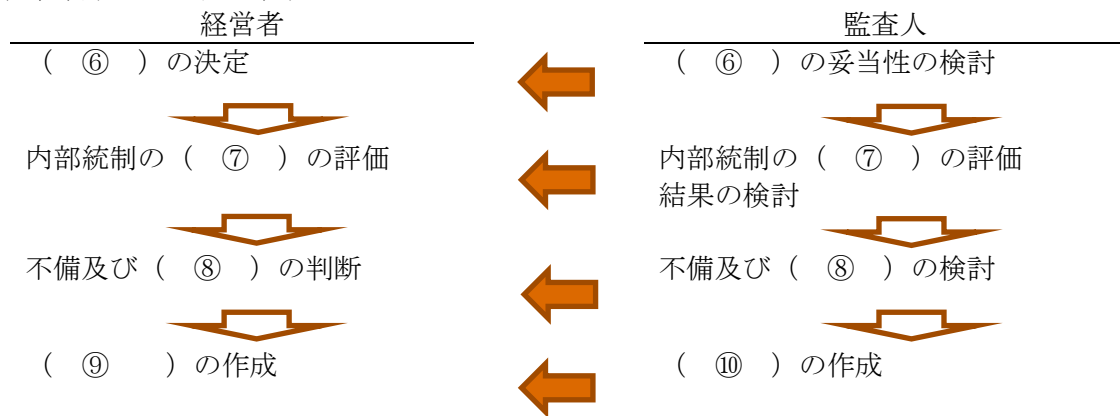 経営者
監査人
( ⑥ )の決定
( ⑥ )の妥当性の検討
内部統制の( ⑦ )の評価
内部統制の( ⑦ )の評価
結果の検討
不備及び( ⑧ )の判断
不備及び( ⑧ )の検討
( ⑨ )の作成
( ⑩ )の作成